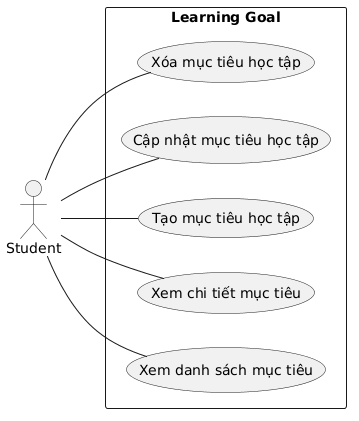 Learning Goal
Xóa mục tiêu học tập
Cập nhật mục tiêu học tập
Tạo mục tiêu học tập
Student
Xem chi tiết mục tiêu
Xem danh sách mục tiêu